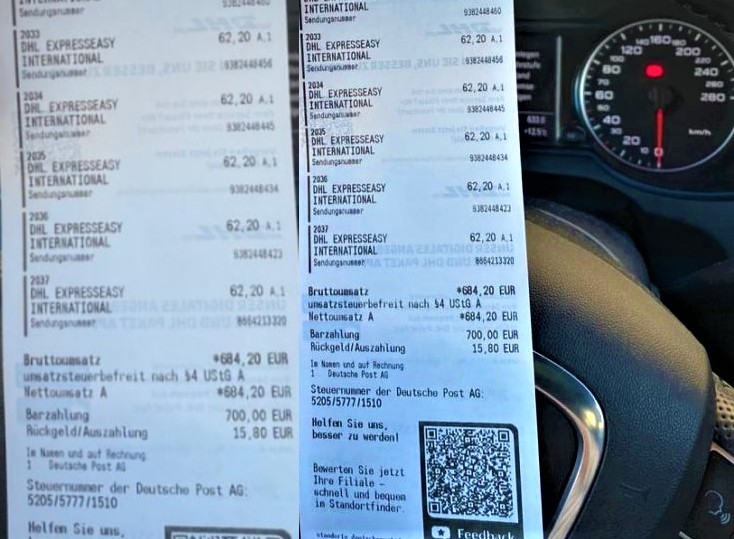 9382448460
2033
DHL EXPRESSEASY 62,20 A.1
INTERNATIONAL
Sendungsnummer 9382448456
2034
DHL EXPRESSEASY 62,20 A.1
INTERNATIONAL
Sendungsnummer 9382448445
2035
DHL EXPRESSEASY 62,20 A.1
INTERNATIONAL
Sendungsnummer 9382448434
2036
DHL EXPRESSEASY 62,20 A.1
INTERNATIONAL
Sendungsnummer 9382448423
2037
DHL EXPRESSEASY 62,20 A.1
INTERNATIONAL
Sendungsnummer 8664213320
Bruttoumsatz *684,20 EUR
umsatzsteuerbefreit nach §4 UStG A
Nettoumsatz A *684,20 EUR
Barzahlung 700,00 EUR
Rückgeld/Auszahlung 15,80 EUR
Im Namen und auf Rechnung
1 Deutsche Post AG
Steuernummer der Deutsche Post AG:
5205/5777/1510
Helfen Sie uns,
INTERNATIONAL
Sendungsnummer 9382448460
2033
DHL EXPRESSEASY 62,20 A.1
INTERNATIONAL
Sendungsnummer 9382448456
2034
DHL EXPRESSEASY 62,20 A.1
INTERNATIONAL
Sendungsnummer 9382448445
2035
DHL EXPRESSEASY 62,20 A.1
INTERNATIONAL
Sendungsnummer 9382448434
2036
DHL EXPRESSEASY 62,20 A.1
INTERNATIONAL
Sendungsnummer 9382448423
2037
DHL EXPRESSEASY 62,20 A.1
INTERNATIONAL
Sendungsnummer 8664213320
Bruttoumsatz *684,20 EUR
umsatzsteuerbefreit nach §4 UStG A
Nettoumsatz A *684,20 EUR
Barzahlung 700,00 EUR
Rückgeld/Auszahlung 15,80 EUR
Im Namen und auf Rechnung
1 Deutsche Post AG
Steuernummer der Deutsche Post AG:
5205/5777/1510
Helfen Sie uns,
besser zu werden!
Bewerten Sie jetzt
Ihre Filiale -
schnell und bequem
im Standortfinder.
Feedback
0 10 20 30 40 60 80 120 160 200 220 240 260 280
km/h